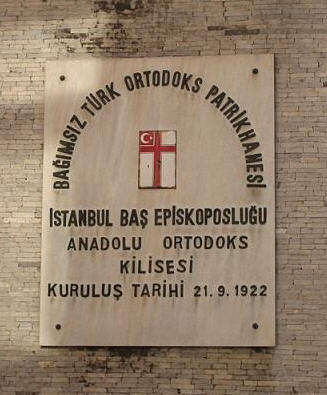 BAĞIMSIZ TÜRK ORTODOKS PATRİKHANESİ
İSTANBUL BAŞ EPİSKOPOSLUĞU
ANADOLU ORTODOKS
KİLİSESİ
KURULUŞ TARİHİ 21.9.1922